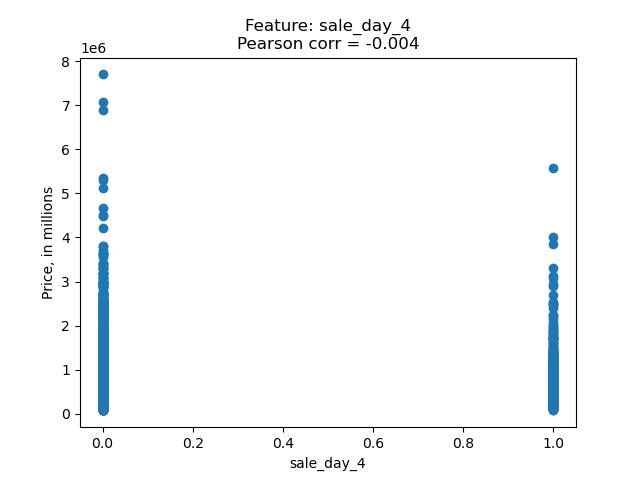 Feature: sale_day_4
Pearson corr = -0.004
1e6
8
7
6
5
4
3
2
1
0
Price, in millions
0.0 0.2 0.4 0.6 0.8 1.0
sale_day_4